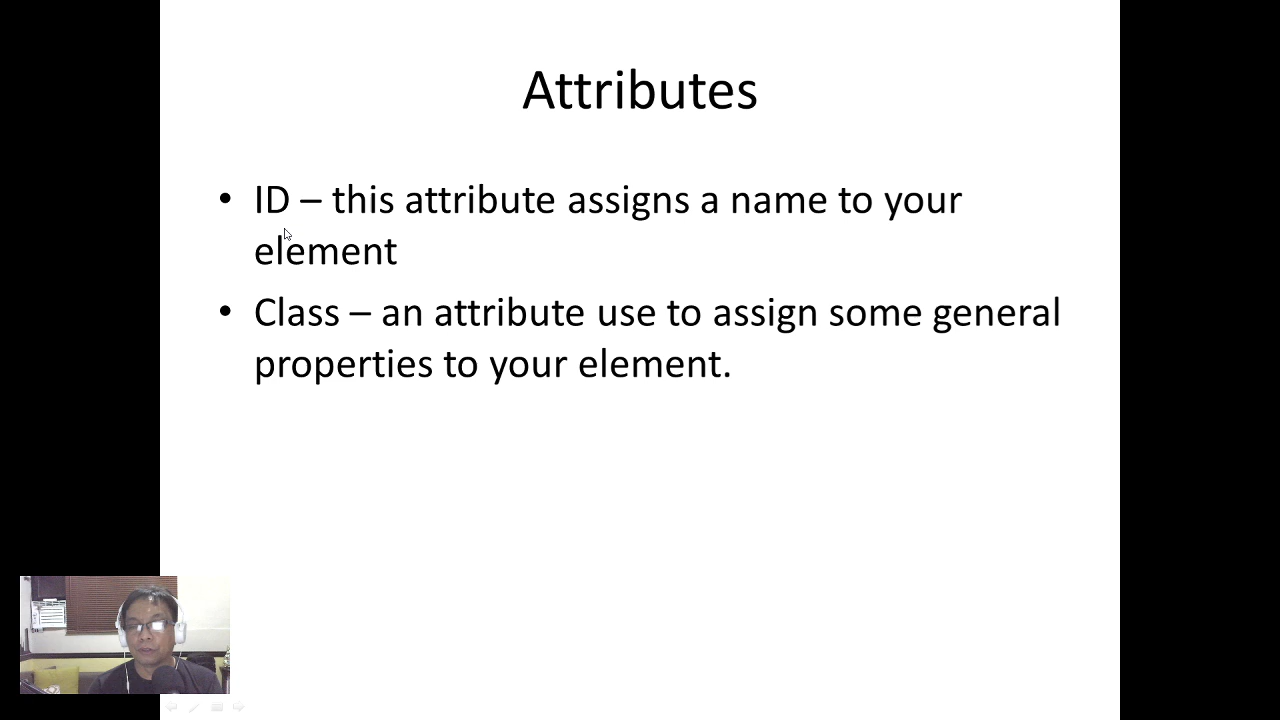 Attributes
• ID – this attribute assigns a name to your
element
• Class – an attribute use to assign some general
properties to your element.